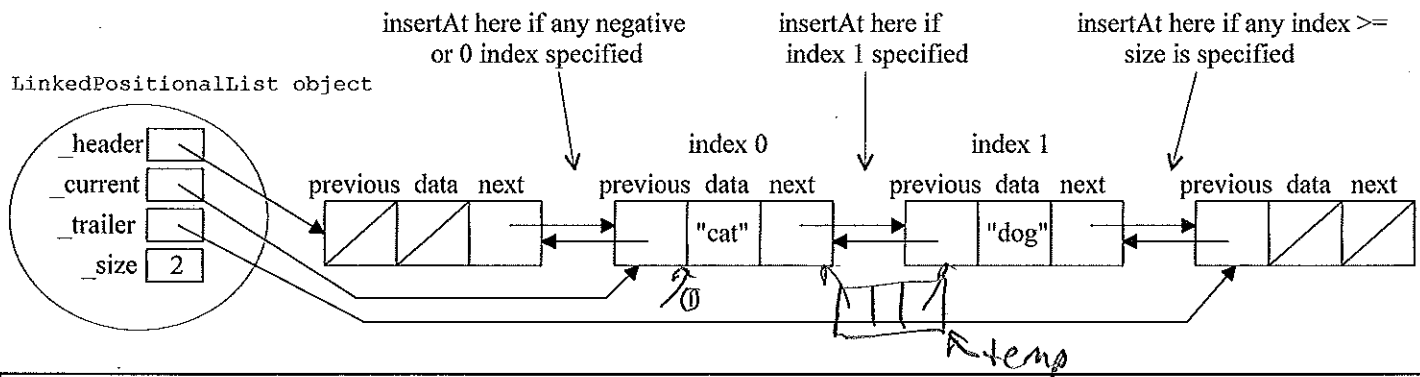 insertAt here if any negative
or 0 index specified
insertAt here if
index 1 specified
insertAt here if any index >=
size is specified
LinkedPositionalList object
_header
_current
_trailer
_size 2
index 0
index 1
previous data next
previous data next
previous data next
previous data next
"cat"
"dog"
temp